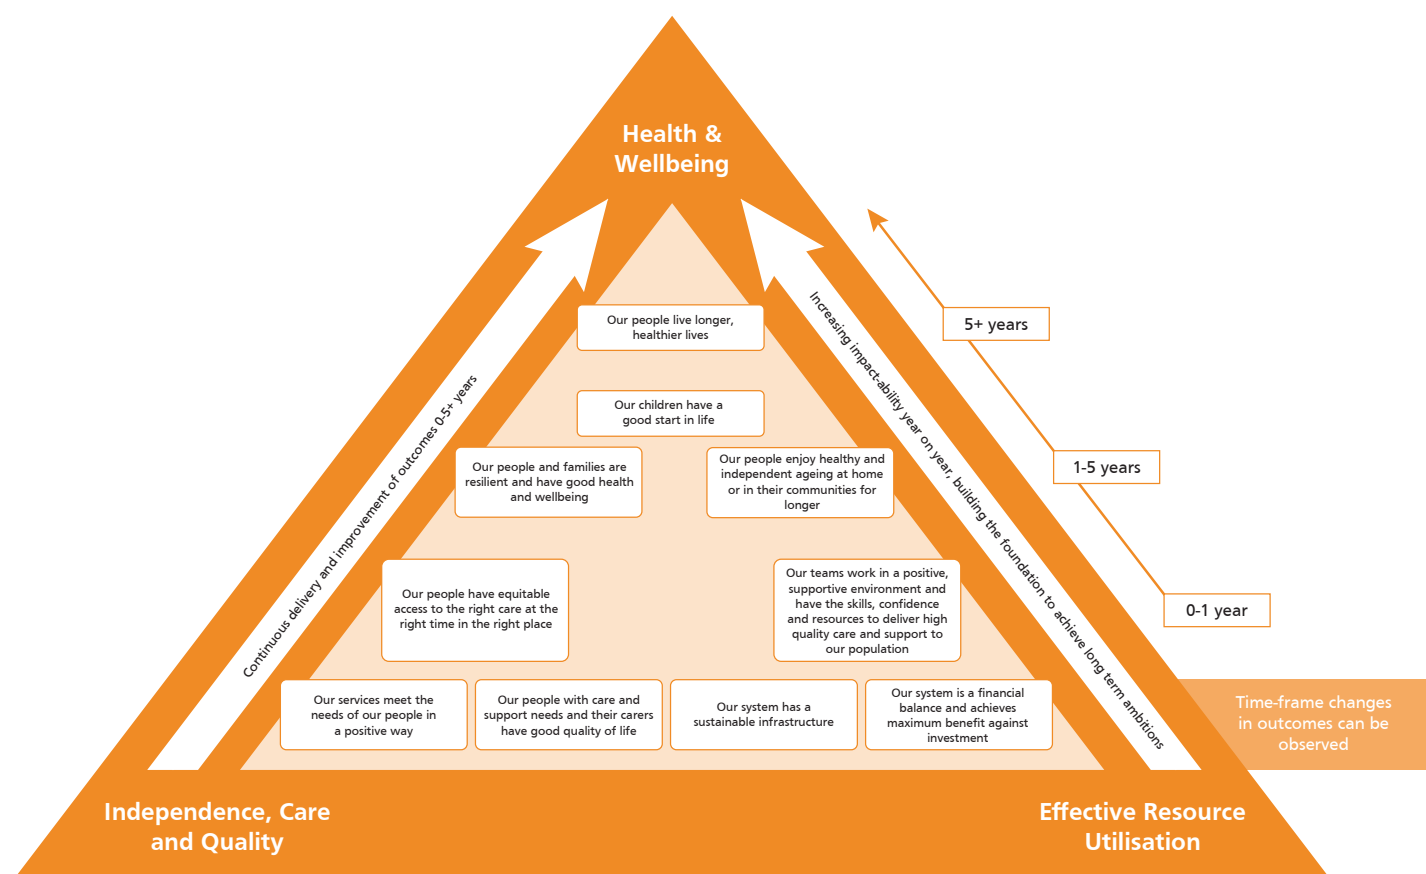 Health &
Wellbeing
Continuous delivery and improvement of outcomes 0-5+ years
Increasing impact-ability year on year, building the foundation to achieve long term ambitions
Our people live longer,
healthier lives
Our children have a
good start in life
Our people and families are
resilient and have good health
and wellbeing
Our people enjoy healthy and
independent ageing at home
or in their communities for
longer
Our people have equitable
access to the right care at the
right time in the right place
Our teams work in a positive,
supportive environment and
have the skills, confidence
and resources to deliver high
quality care and support to
our population
Our services meet the
needs of our people in
a positive way
Our people with care and
support needs and their carers
have good quality of life
Our system has a
sustainable infrastructure
Our system is a financial
balance and achieves
maximum benefit against
investment
5+ years
1-5 years
0-1 year
Time-frame changes
in outcomes can be
observed
Independence, Care
and Quality
Effective Resource
Utilisation